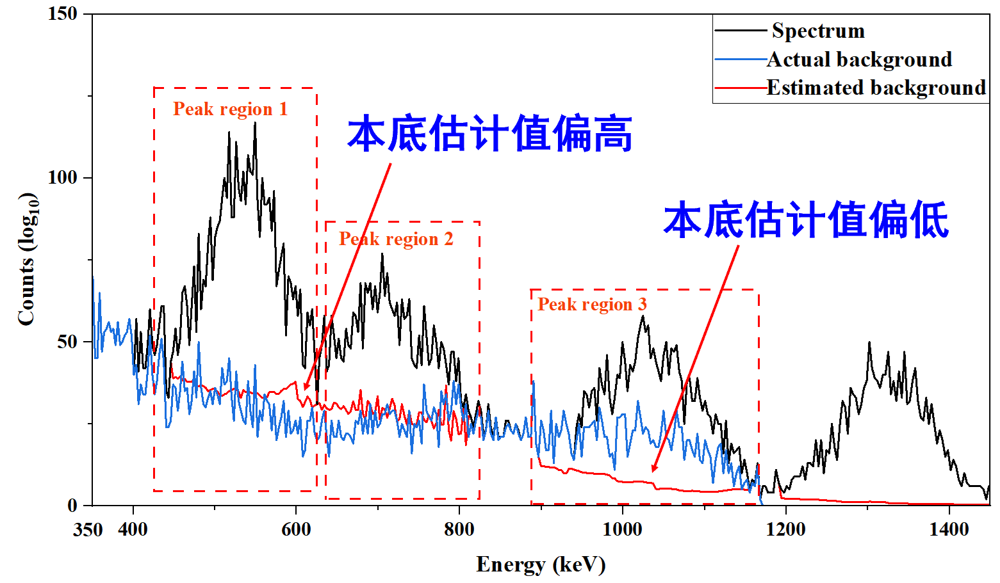 150
100
50
0
Counts (log10)
Spectrum
Actual background
Estimated background
Peak region 1
本底估计值偏高
Peak region 2
本底估计值偏低
Peak region 3
350 400 600 800 1000 1200 1400
Energy (keV)